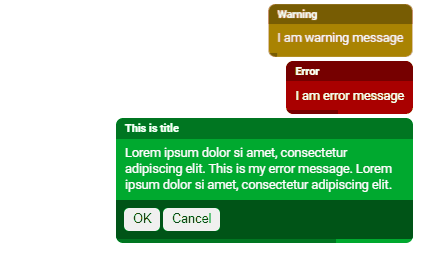 Warning
I am warning message
Error
I am error message
This is title
Lorem ipsum dolor si amet, consectetur
adipiscing elit. This is my error message. Lorem
ipsum dolor si amet, consectetur adipiscing elit.
OK Cancel